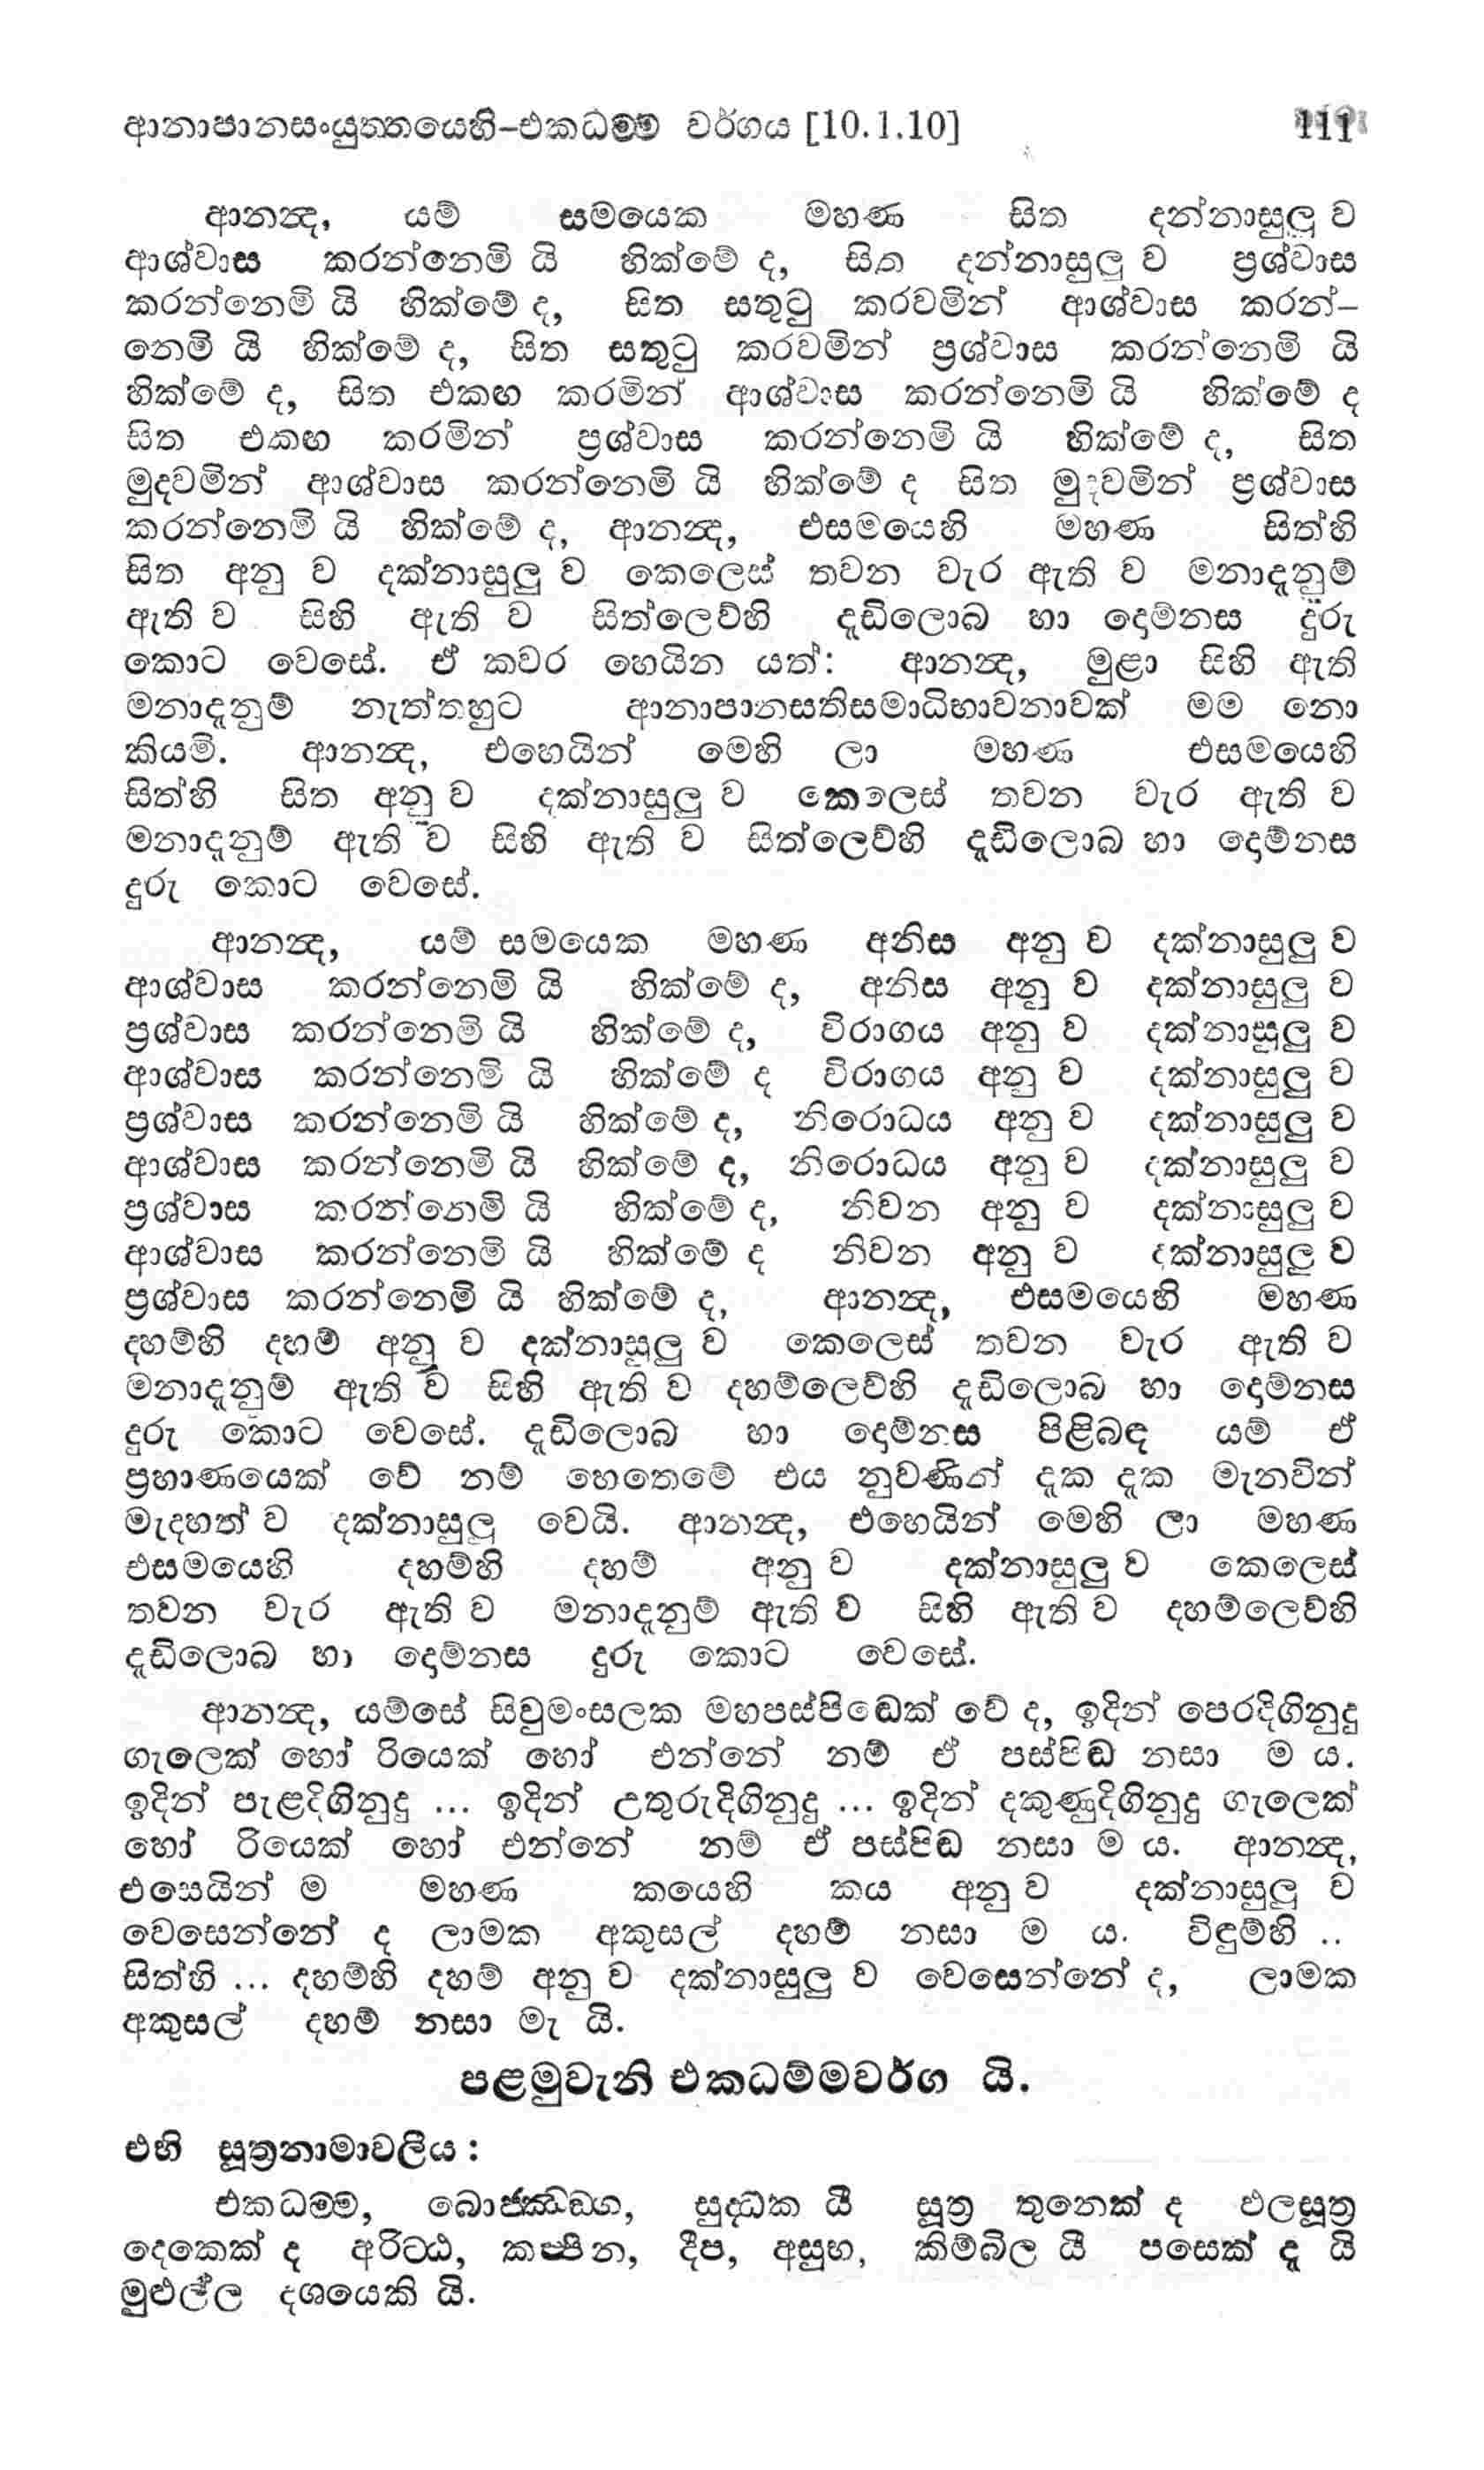 ආනාපානසංයුත්තයෙහි-එකධම්ම වර්ගය [10.1.10] 111
ආනන්ද, යම් සමයෙක මහණ සිත දන්නාසුලු ව
ආශ්වාස කරන්නෙමි යි හික්මේ ද, සිත දන්නාසුලු ව ප්‍රශ්වාස
කරන්නෙමි යි හික්මේ ද, සිත සතුටු කරවමින් ආශ්වාස කරන්-
නෙමි යි හික්මේ ද, සිත සතුටු කරවමින් ප්‍රශ්වාස කරන්නෙමි යි
හික්මේ ද, සිත එකඟ කරමින් ආශ්වාස කරන්නෙමි යි හික්මේ ද
සිත එකඟ කරමින් ප්‍රශ්වාස කරන්නෙමි යි හික්මේ ද, සිත
මුදවමින් ආශ්වාස කරන්නෙමි යි හික්මේ ද සිත මුදවමින් ප්‍රශ්වාස
කරන්නෙමි යි හික්මේ ද, ආනන්ද, එසමයෙහි මහණ සිත්හි
සිත අනු ව දක්නාසුලු ව කෙලෙස් තවන වැර ඇති ව මනාදැනුම්
ඇති ව සිහි ඇති ව සිත්ලෙව්හි දැඩිලොබ හා දොම්නස දුරු
කොට වෙසේ. ඒ කවර හෙයින යත්: ආනන්ද, මුළා සිහි ඇති
මනාදැනුම් නැත්තහුට ආනාපානසතිසමාධිභාවනාවක් මම නො
කියමි. ආනන්ද, එහෙයින් මෙහි ලා මහණ එසමයෙහි
සිත්හි සිත අනු ව දක්නාසුලු ව කෙලෙස් තවන වැර ඇති ව
මනාදැනුම් ඇති ව සිහි ඇති ව සිත්ලෙව්හි දැඩිලොබ හා දොම්නස
දුරු කොට වෙසේ.
ආනන්ද, යම් සමයෙක මහණ අනිස අනු ව දක්නාසුලු ව
ආශ්වාස කරන්නෙමි යි හික්මේ ද, අනිස අනු ව දක්නාසුලු ව
ප්‍රශ්වාස කරන්නෙමි යි හික්මේ ද, විරාගය අනු ව දක්නාසුලු ව
ආශ්වාස කරන්නෙමි යි හික්මේ ද විරාගය අනු ව දක්නාසුලු ව
ප්‍රශ්වාස කරන්නෙමි යි හික්මේ ද, නිරොධය අනු ව දක්නාසුලු ව
ආශ්වාස කරන්නෙමි යි හික්මේ ද, නිරොධය අනු ව දක්නාසුලු ව
ප්‍රශ්වාස කරන්නෙමි යි හික්මේ ද, නිවන අනු ව දක්නාසුලු ව
ආශ්වාස කරන්නෙමි යි හික්මේ ද නිවන අනු ව දක්නාසුලු ව
ප්‍රශ්වාස කරන්නෙමි යි හික්මේ ද, ආනන්ද, එසමයෙහි මහණ
දහම්හි දහම් අනු ව දක්නාසුලු ව කෙලෙස් තවන වැර ඇති ව
මනාදැනුම් ඇති ව සිහි ඇති ව දහම්ලෙව්හි දැඩිලොබ හා දොම්නස
දුරු කොට වෙසේ. දැඩිලොබ හා දොම්නස පිළිබඳ යම් ඒ
ප්‍රහාණයෙක් වේ නම් හෙතෙමේ එය නුවණින් දැක දැක මැනවින්
මැදහත් ව දක්නාසුලු වෙයි. ආනන්ද, එහෙයින් මෙහි ලා මහණ
එසමයෙහි දහම්හි දහම් අනු ව දක්නාසුලු ව කෙලෙස්
තවන වැර ඇති ව මනාදැනුම් ඇති ව සිහි ඇති ව දහම්ලෙව්හි
දැඩිලොබ හා දොම්නස දුරු කොට වෙසේ.
ආනන්ද, යම්සේ සිවුමංසලක මහපස්පිඬෙක් වේ ද, ඉදින් පෙරදිගිනුදු
ගැලෙක් හෝ රියෙක් හෝ එන්නේ නම් ඒ පස්පිඬ නසා ම ය.
ඉදින් පැළදිගිනුදු ... ඉදින් උතුරුදිගිනුදු ... ඉදින් දකුණුදිගිනුදු ගැලෙක්
හෝ රියෙක් හෝ එන්නේ නම් ඒ පස්පිඬ නසා ම ය. ආනන්ද,
එසෙයින් ම මහණ කයෙහි කය අනු ව දක්නාසුලු ව
වෙසෙන්නේ ද ලාමක අකුසල් දහම් නසා ම ය. විඳුම්හි ..
සිත්හි ... දහම්හි දහම් අනු ව දක්නාසුලු ව වෙසෙන්නේ ද, ලාමක
අකුසල් දහම් නසා මැ යි.
පළමුවැනි එකධම්මවර්ග යි.
එහි සූත්‍රනාමාවලිය :
එකධම්ම, බොජ්ඣඞ්ග, සුද්ධික යී සූත්‍ර තුනෙක් ද ඵලසූත්‍ර
දෙකෙක් ද අරිට්ඨ, කප්පින, දීප, අසුභ, කිම්බිල යී පසෙක් දැ යි
මුළුල්ල දශයෙකි යි.